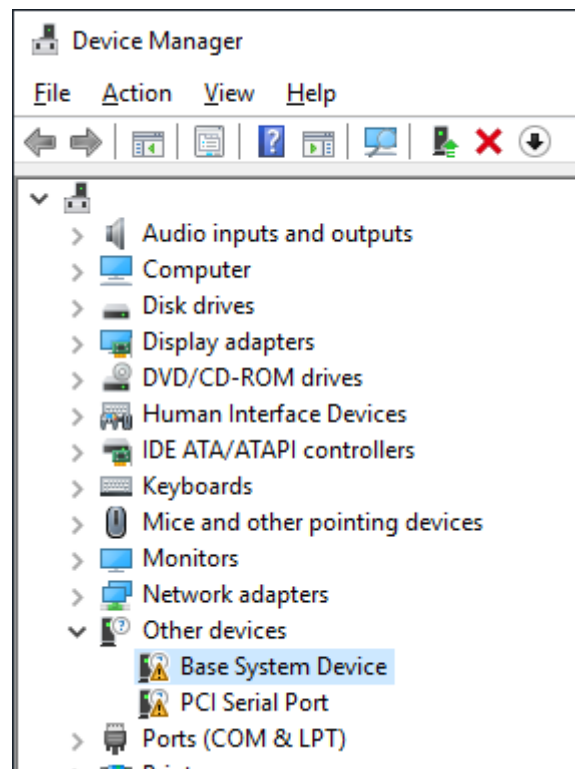 Device Manager
File Action View Help
Audio inputs and outputs
Computer
Disk drives
Display adapters
DVD/CD-ROM drives
Human Interface Devices
IDE ATA/ATAPI controllers
Keyboards
Mice and other pointing devices
Monitors
Network adapters
Other devices
Base System Device
PCI Serial Port
Ports (COM & LPT)